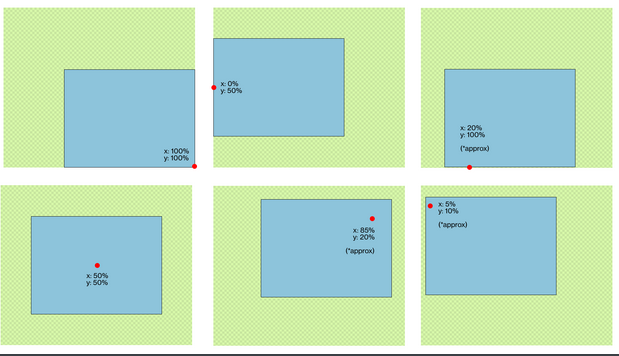 x: 100%
y: 100%
x: 0%
y: 50%
x: 20%
y: 100%
(*approx)
x: 50%
y: 50%
x: 85%
y: 20%
(*approx)
x: 5%
y: 10%
(*approx)